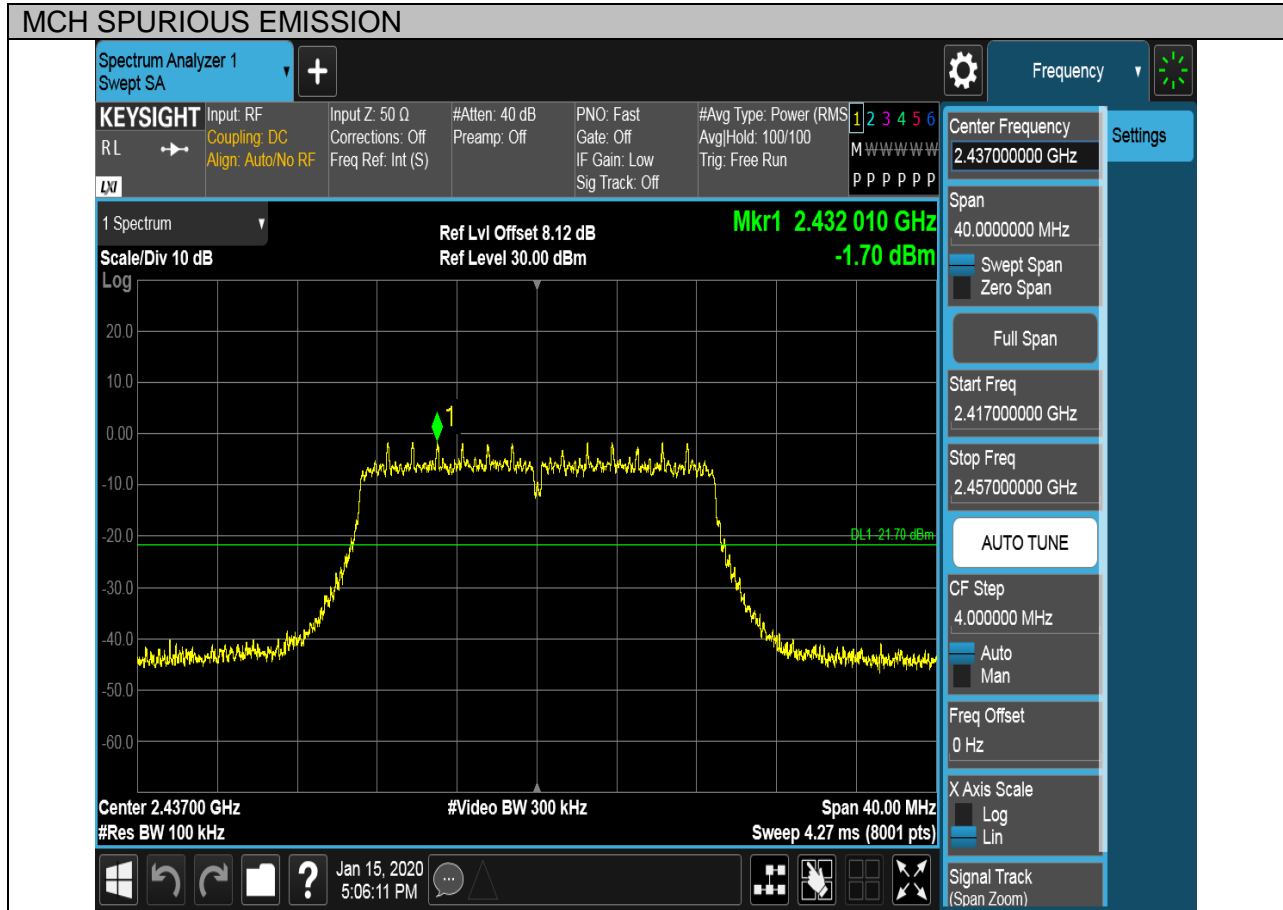 MCH SPURIOUS EMISSION
Spectrum Analyzer 1
Swept SA
+
Frequency
KEYSIGHT
RL
LXI
Input: RF
Coupling: DC
Align: Auto/No RF
Input Z: 50 Ω
Corrections: Off
Freq Ref: Int (S)
#Atten: 40 dB
Preamp: Off
PNO: Fast
Gate: Off
IF Gain: Low
Sig Track: Off
#Avg Type: Power (RMS
Avg|Hold: 100/100
Trig: Free Run
1 2 3 4 5 6
M W W W W W
P P P P P P
1 Spectrum
Scale/Div 10 dB
Log
Ref Lvl Offset 8.12 dB
Ref Level 30.00 dBm
Mkr1 2.432 010 GHz
-1.70 dBm
20.0
10.0
0.00
-10.0
-20.0
-30.0
-40.0
-50.0
-60.0
1
DL1 -21.70 dBm
Center 2.43700 GHz
#Res BW 100 kHz
#Video BW 300 kHz
Span 40.00 MHz
Sweep 4.27 ms (8001 pts)
?
Jan 15, 2020
5:06:11 PM
Center Frequency
2.437000000 GHz
Settings
Span
40.0000000 MHz
Swept Span
Zero Span
Full Span
Start Freq
2.417000000 GHz
Stop Freq
2.457000000 GHz
AUTO TUNE
CF Step
4.000000 MHz
Auto
Man
Freq Offset
0 Hz
X Axis Scale
Log
Lin
Signal Track
(Span Zoom)